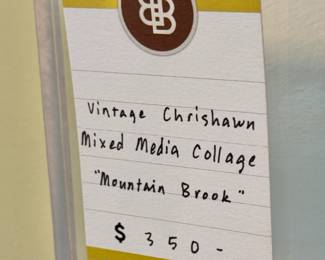 Vintage Chrishawn
Mixed Media Collage
"Mountain Brook"
$ 350-